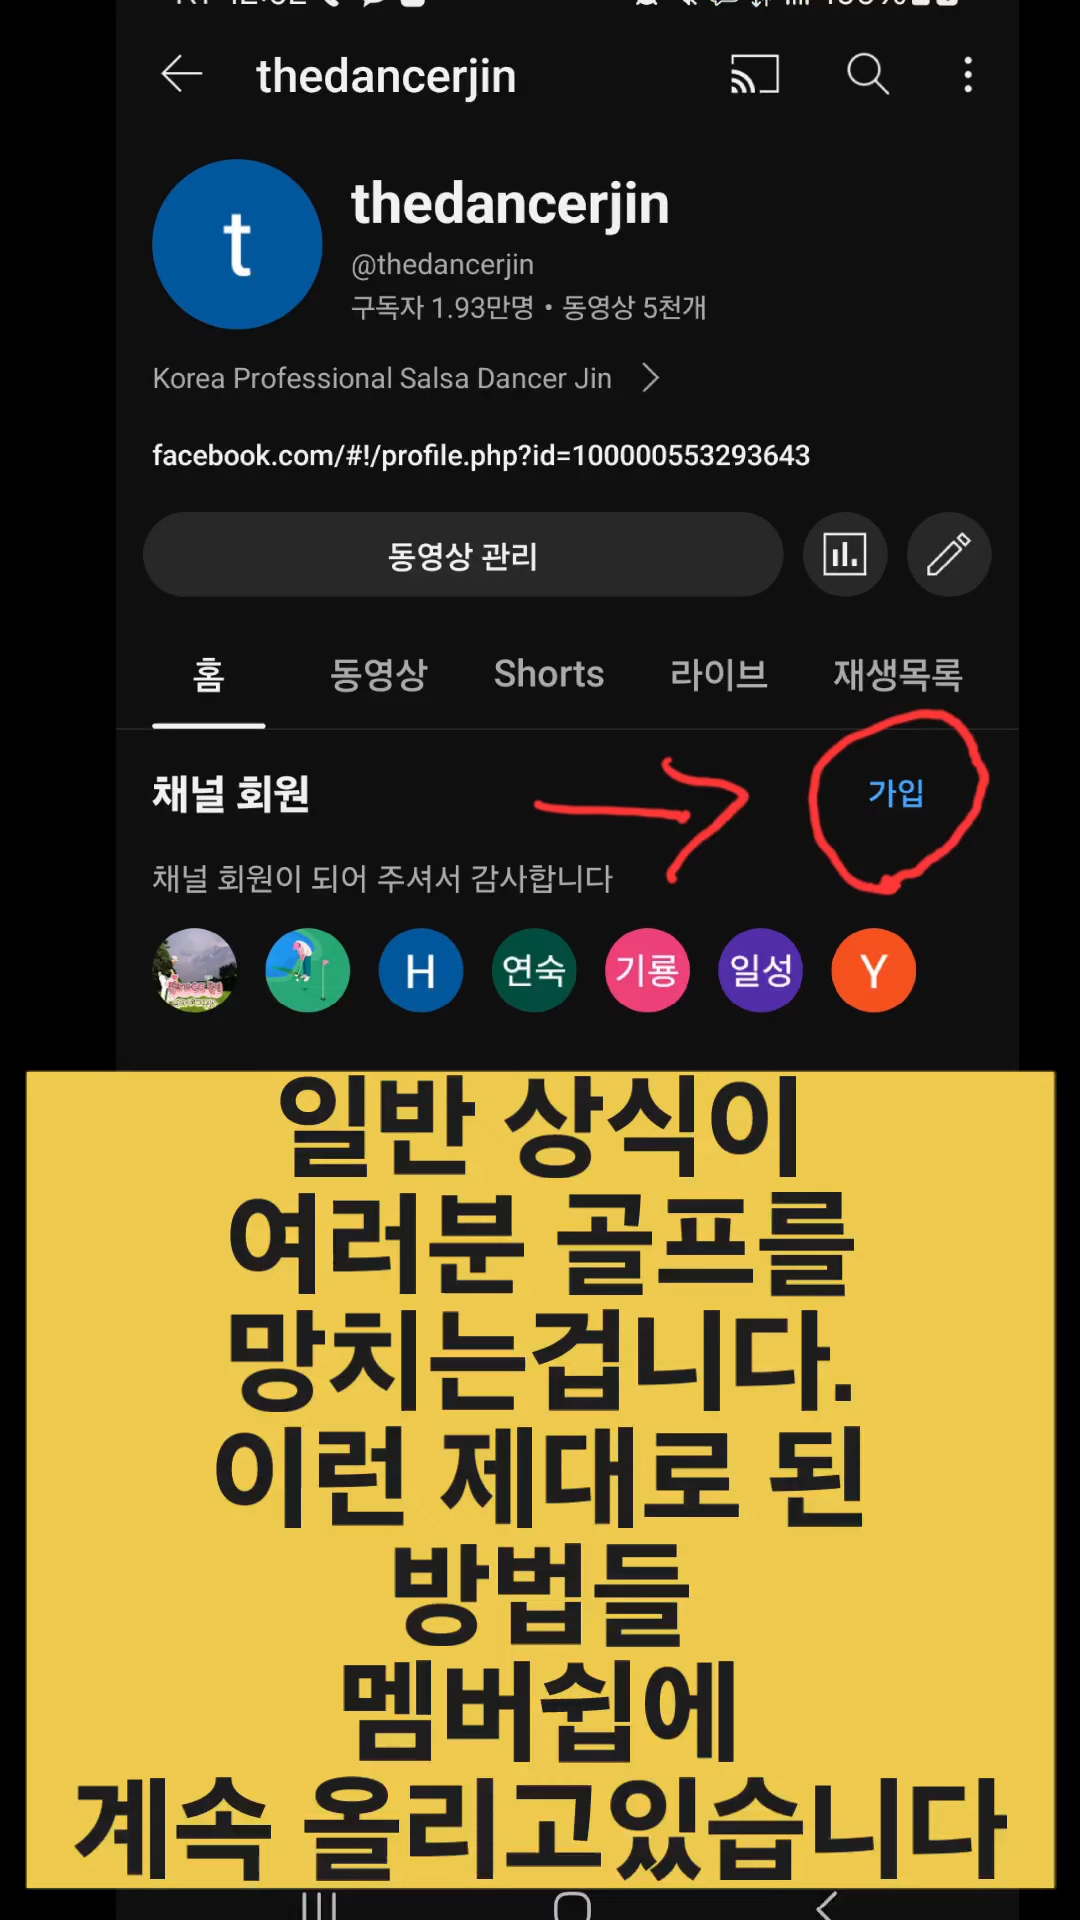 thedancerjin
t
thedancerjin
@thedancerjin
구독자 1.93만명 • 동영상 5천개
Korea Professional Salsa Dancer Jin
facebook.com/#!/profile.php?id=100000553293643
동영상 관리
홈 동영상 Shorts 라이브 재생목록
채널 회원 가입
채널 회원이 되어 주셔서 감사합니다
H 연숙 기룡 일성 Y
일반 상식이
여러분 골프를
망치는겁니다.
이런 제대로 된
방법들
멤버쉽에
계속 올리고있습니다